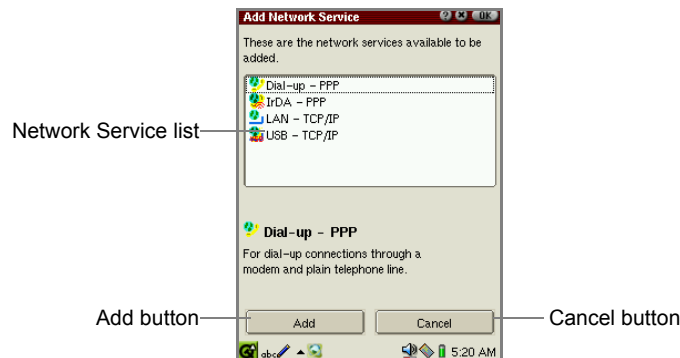 Add Network Service ? X OK
These are the network services available to be
added.
Dial-up - PPP
IrDA - PPP
LAN - TCP/IP
USB - TCP/IP
Network Service list
Dial-up - PPP
For dial-up connections through a
modem and plain telephone line.
Add button
Add
Cancel
Cancel button
abc
5:20 AM